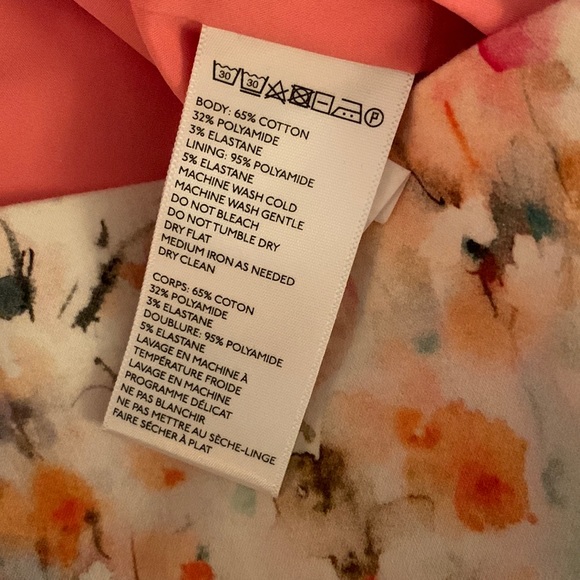 30 30 P
BODY: 65% COTTON
32% POLYAMIDE
3% ELASTANE
LINING: 95% POLYAMIDE
5% ELASTANE
MACHINE WASH COLD
MACHINE WASH GENTLE
DO NOT BLEACH
DO NOT TUMBLE DRY
DRY FLAT
MEDIUM IRON AS NEEDED
DRY CLEAN
CORPS: 65% COTON
32% POLYAMIDE
3% ELASTANE
DOUBLURE: 95% POLYAMIDE
5% ELASTANE
LAVAGE EN MACHINE À
TEMPÉRATURE FROIDE
LAVAGE EN MACHINE
PROGRAMME DÉLICAT
NE PAS BLANCHIR
NE PAS METTRE AU SÈCHE-LINGE
FAIRE SÉCHER À PLAT